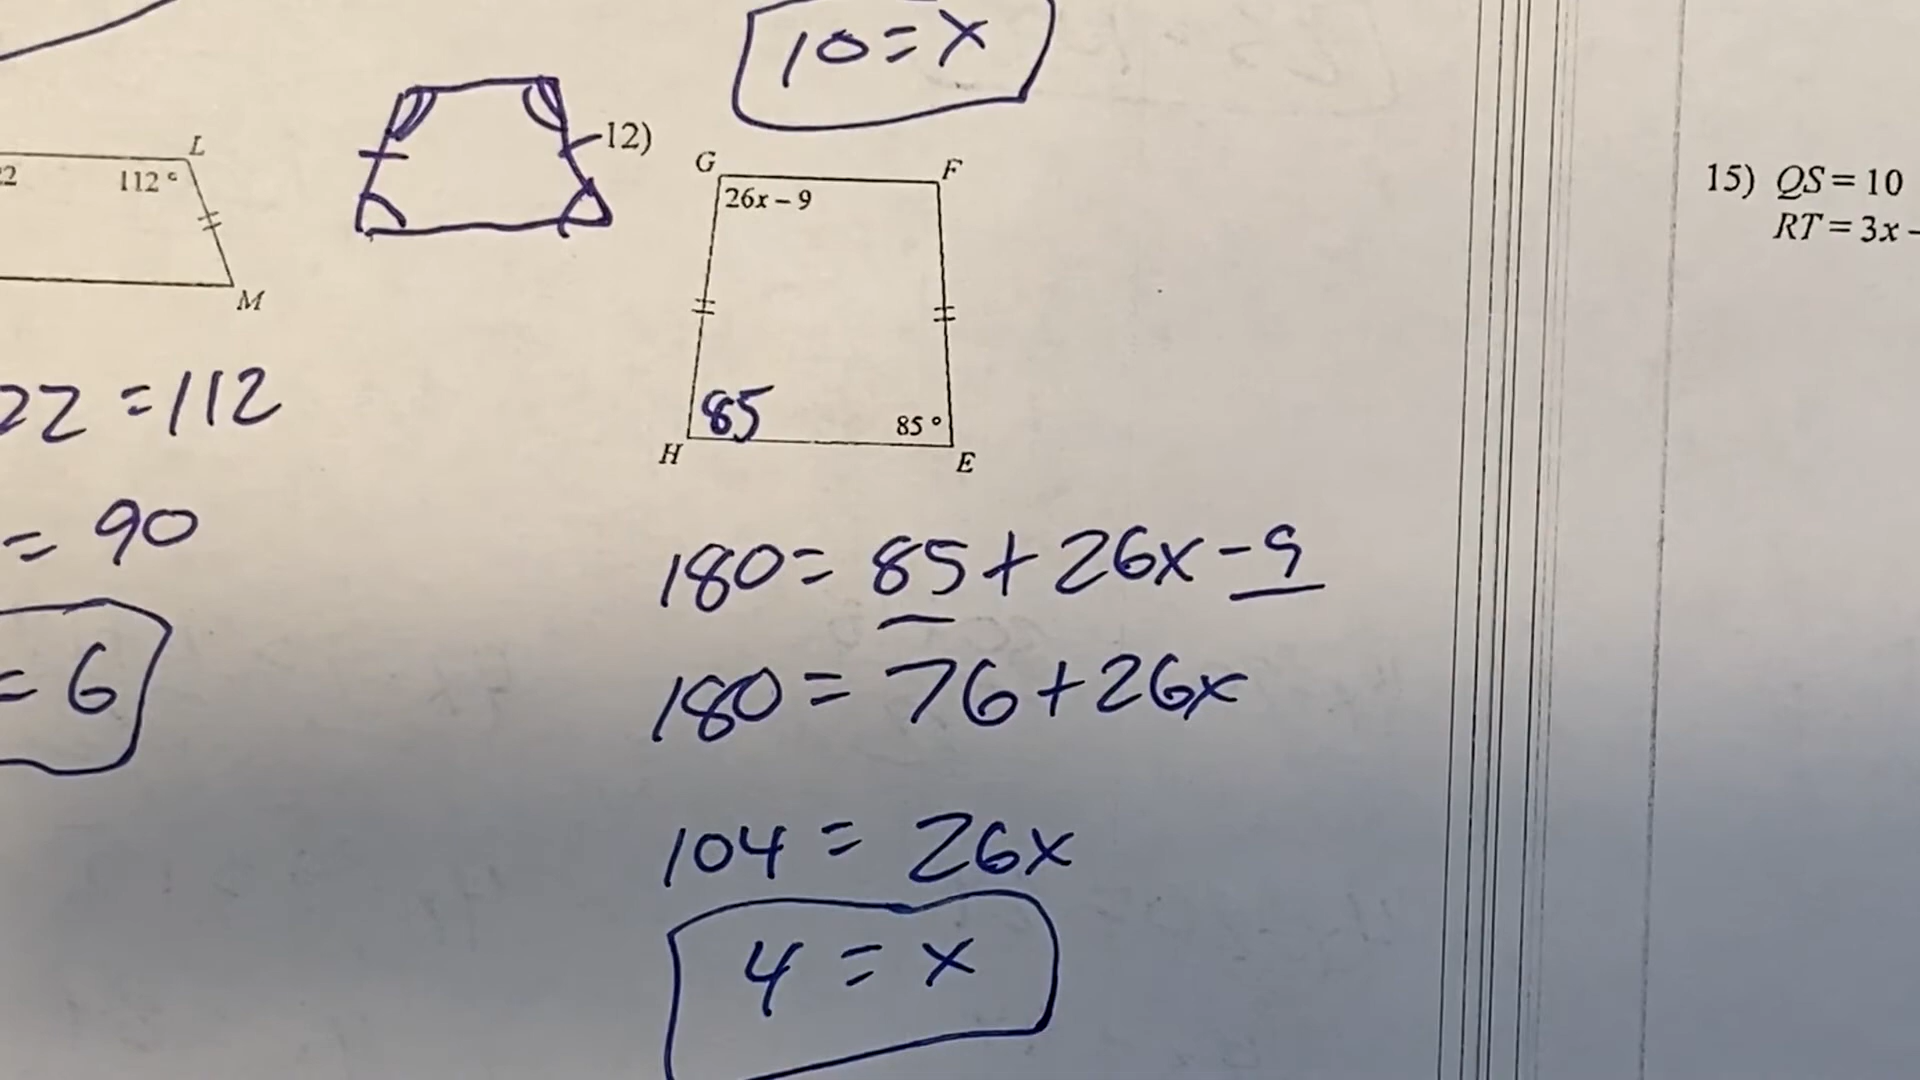 10 = x
L
112°
M
22 = 112
= 90
= 6
12)
G
F
26x – 9
85
85°
H
E
180 = 85 + 26x - 9
180 = 76 + 26x
104 = 26x
4 = x
15) QS = 10
RT = 3x –